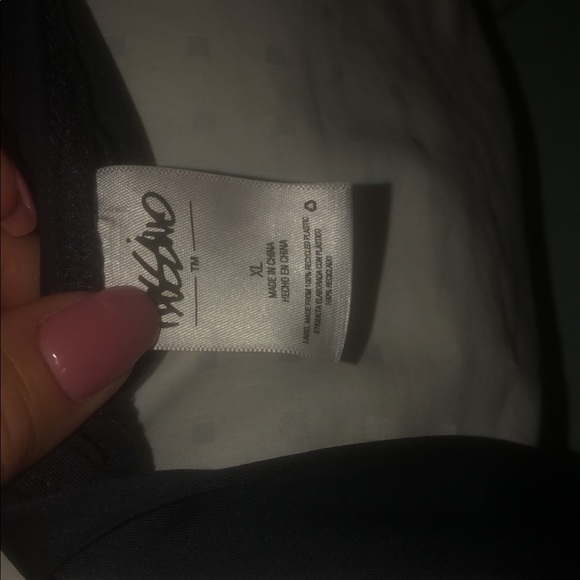 MOSSIMO
TM
XL
MADE IN CHINA
HECHO EN CHINA
LABEL MADE FROM 100% RECYCLED PLASTIC
ETIQUETA ELABORADA CON PLÁSTICO
100% RECICLADO